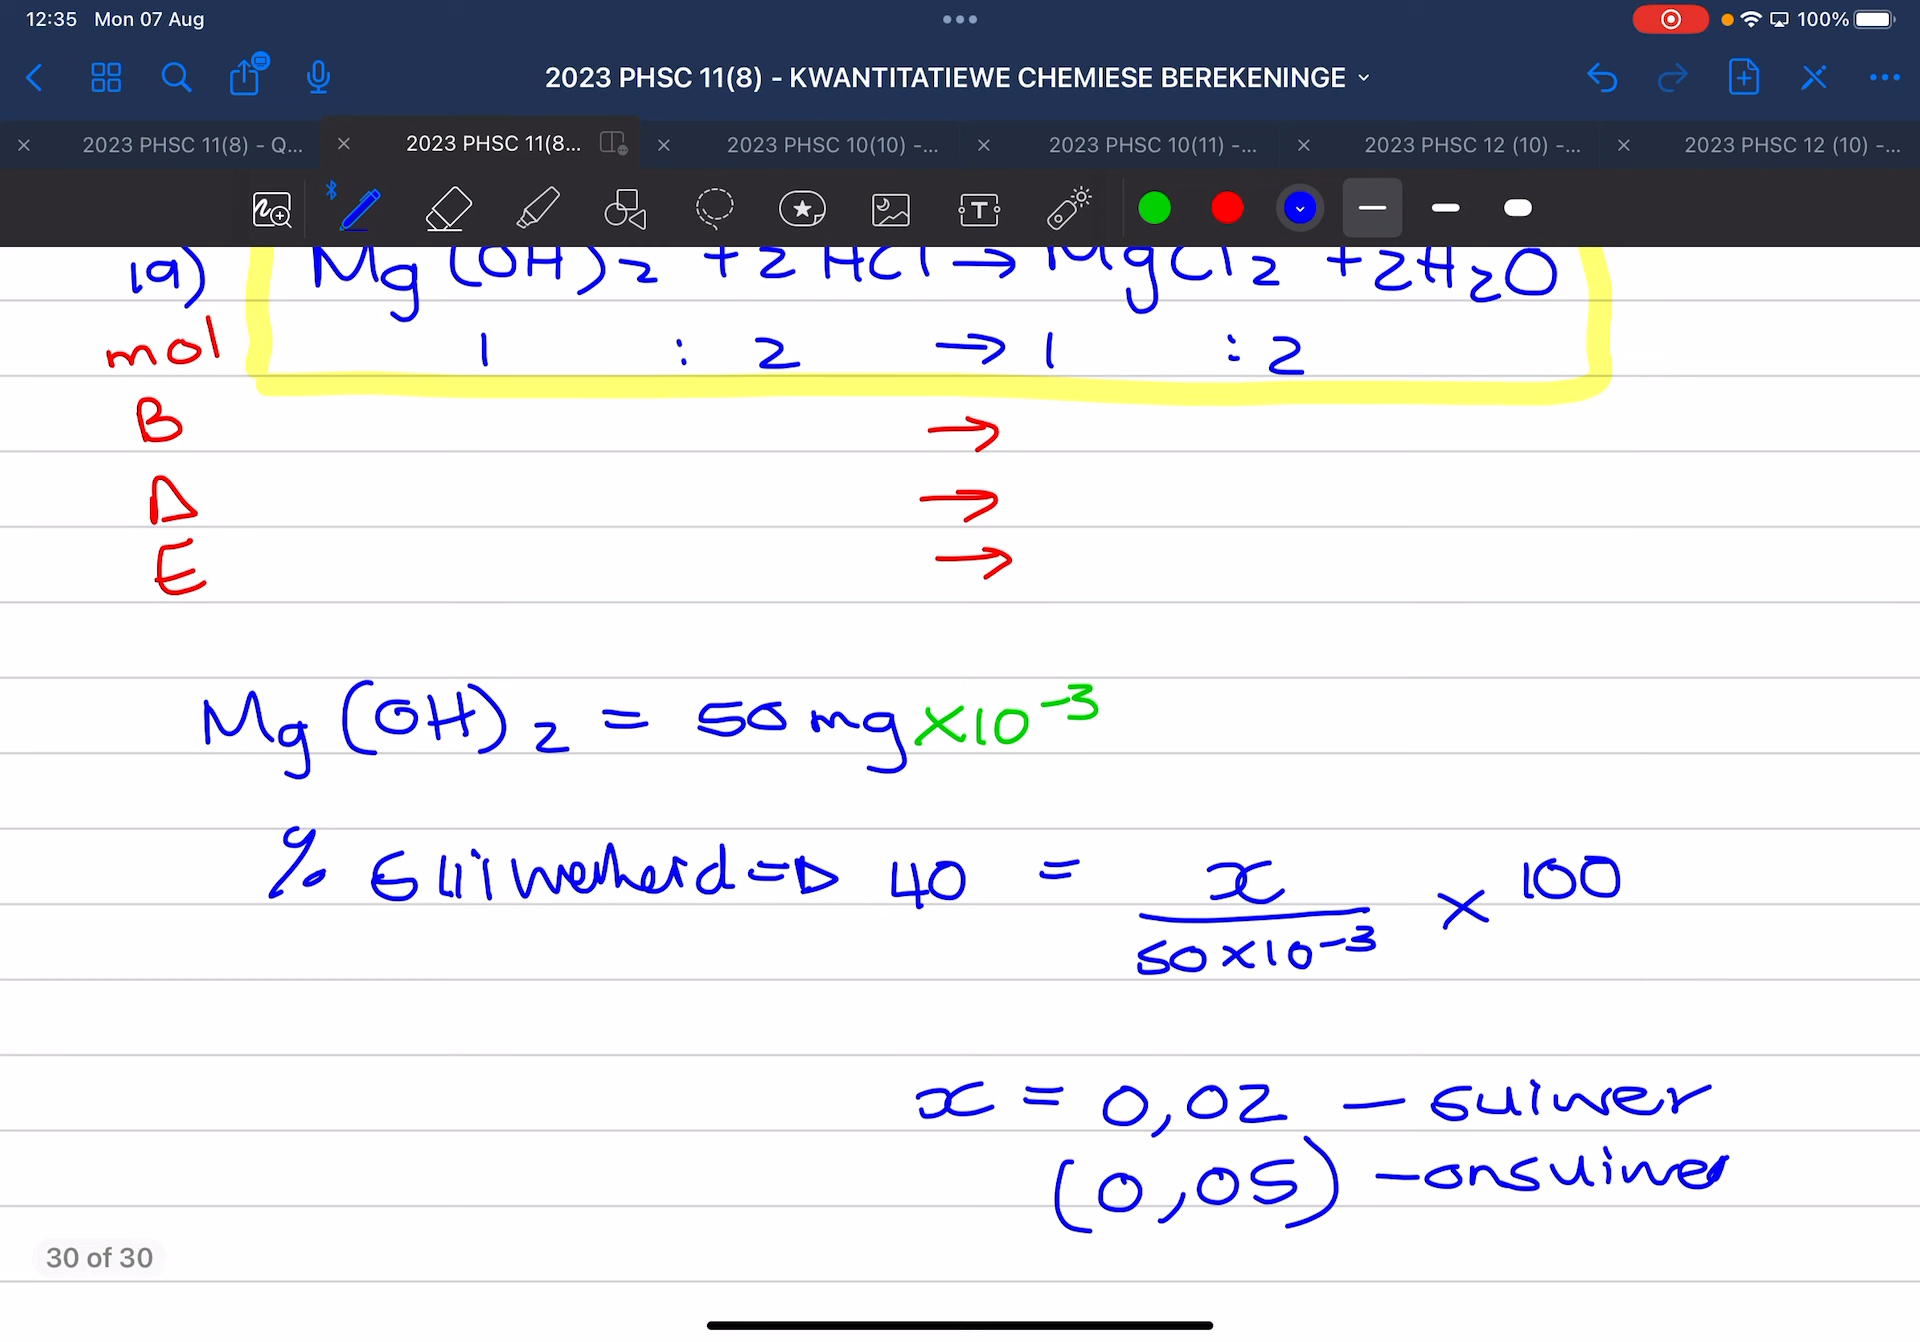 12:35 Mon 07 Aug 100%
2023 PHSC 11(8) - KWANTITATIEWE CHEMIESE BEREKENINGE
2023 PHSC 11(8) - Q... 2023 PHSC 11(8... 2023 PHSC 10(10) -... 2023 PHSC 10(11) -... 2023 PHSC 12 (10) -... 2023 PHSC 12 (10) -...
19) Mg(OH)2 + 2HCl → MgCl2 + 2H2O
mol 1 : 2 → 1 : 2
B →
Δ →
E →
Mg(OH)2 = 50 mg ×10⁻³
% suiwerheid =▷ 40 = x / 50×10⁻³ × 100
x = 0,02 – suiwer
(0,05) – onsuiwer
30 of 30